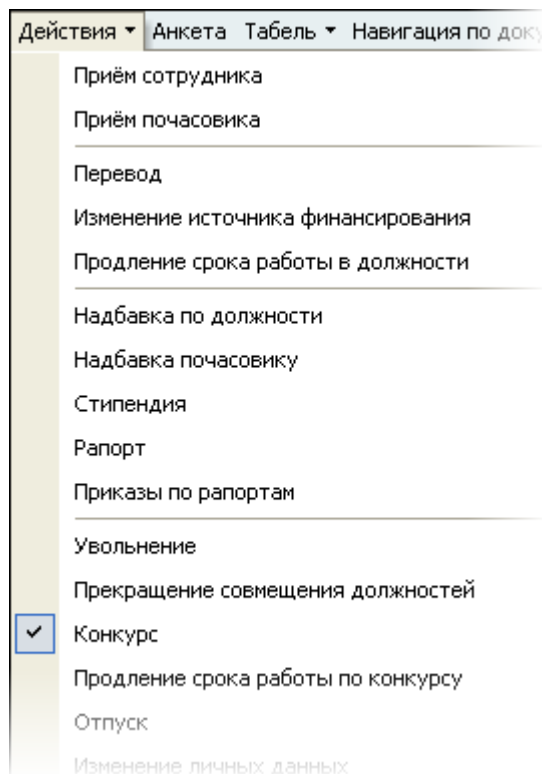 Действия Анкета Табель Навигация по док
Приём сотрудника
Приём почасовика
Перевод
Изменение источника финансирования
Продление срока работы в должности
Надбавка по должности
Надбавка почасовику
Стипендия
Рапорт
Приказы по рапортам
Увольнение
Прекращение совмещения должностей
Конкурс
Продление срока работы по конкурсу
Отпуск
Изменение личных данных